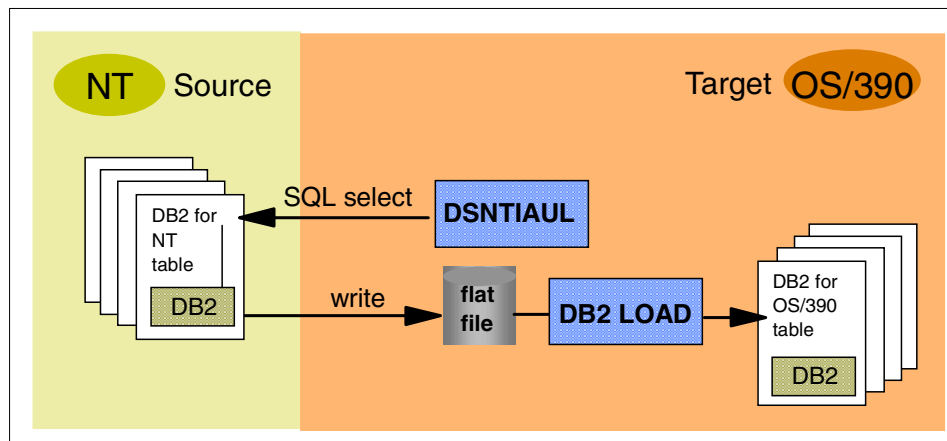 NT Source
Target OS/390
SQL select
DSNTIAUL
DB2 for
NT
table
DB2
write
flat
file
DB2 LOAD
DB2 for
OS/390
table
DB2